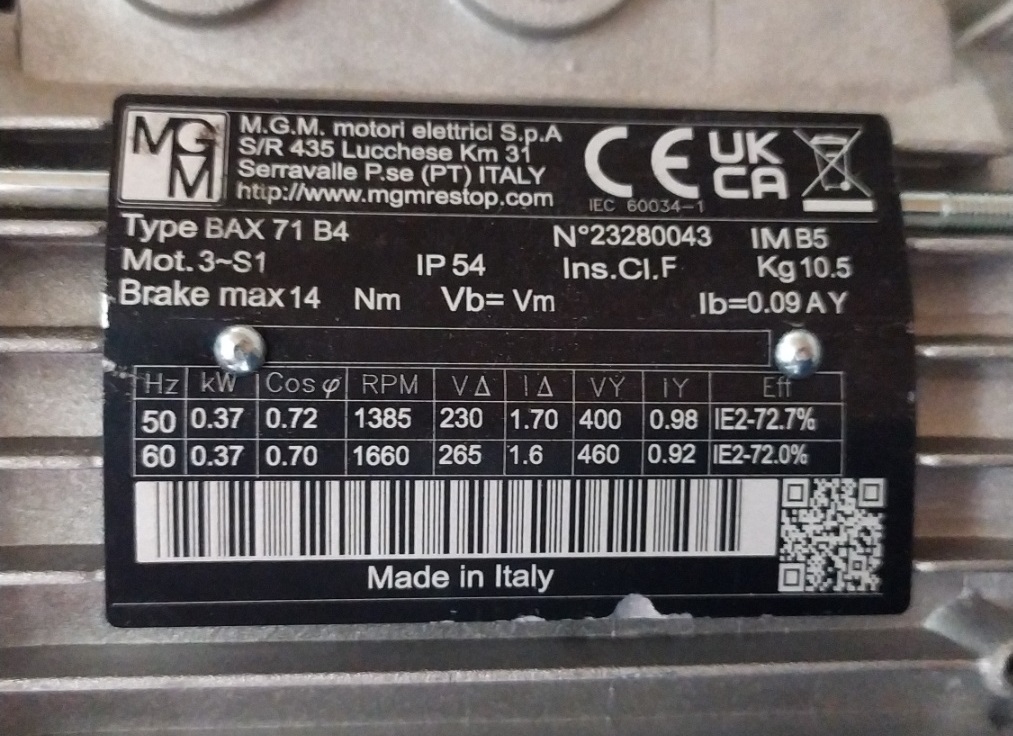 MGM
M.G.M. motori elettrici S.p.A
S/R 435 Lucchese Km 31
Serravalle P.se (PT) ITALY
http://www.mgmrestop.com
CE UK CA
IEC 60034-1
Type BAX 71 B4 N°23280043 IM B5
Mot. 3~S1 IP 54 Ins.Cl.F Kg 10.5
Brake max 14 Nm Vb= Vm Ib=0.09 A Y
Hz kW Cos φ RPM V Δ I Δ VY IY Eff
50 0.37 0.72 1385 230 1.70 400 0.98 IE2-72.7%
60 0.37 0.70 1660 265 1.6 460 0.92 IE2-72.0%
Made in Italy